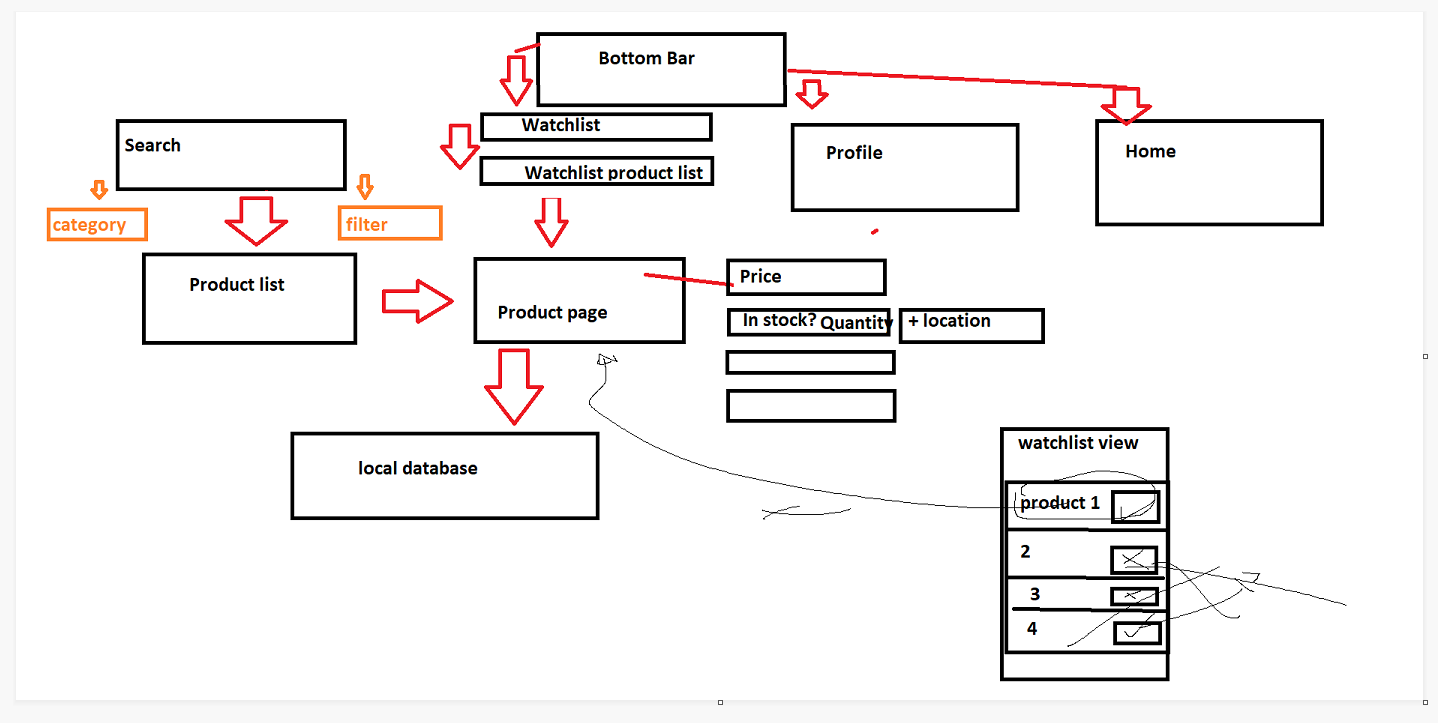 Bottom Bar
Watchlist
Search
Profile
Home
Watchlist product list
category
filter
Product list
Price
Product page
In stock? Quantity
+ location
watchlist view
local database
product 1
2
3
4